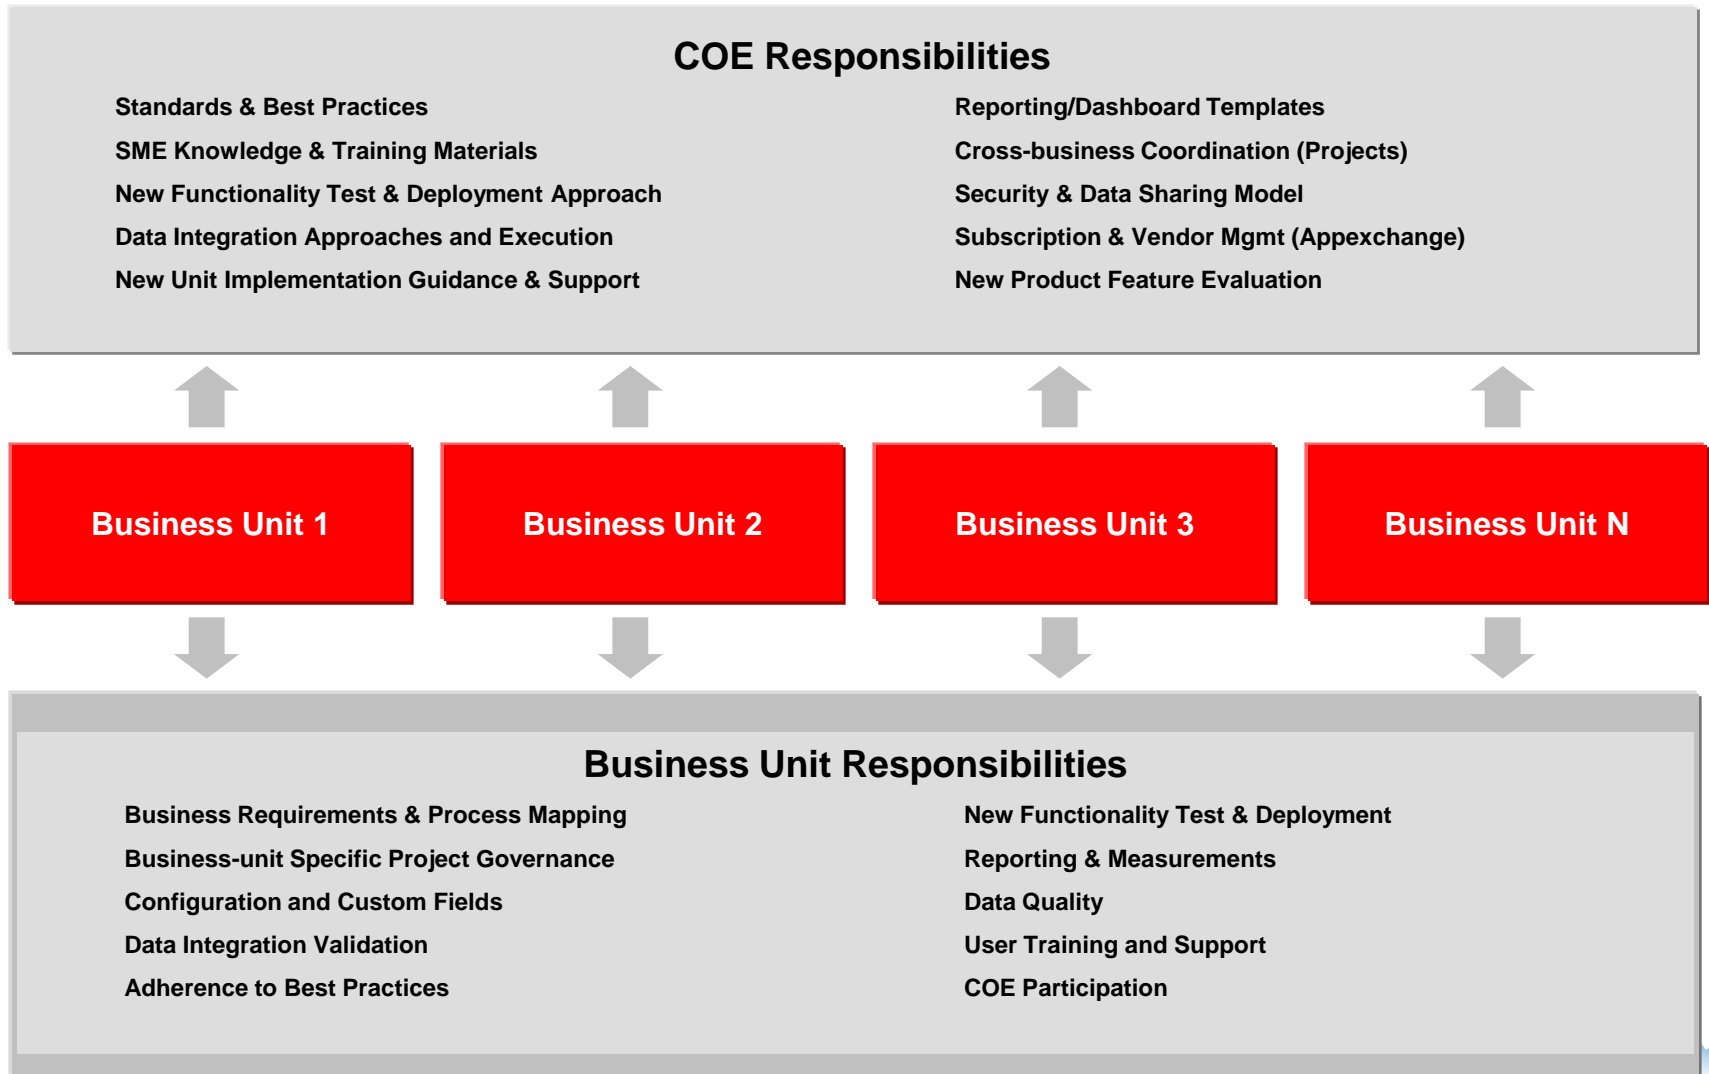 COE Responsibilities
Standards & Best Practices
SME Knowledge & Training Materials
New Functionality Test & Deployment Approach
Data Integration Approaches and Execution
New Unit Implementation Guidance & Support
Reporting/Dashboard Templates
Cross-business Coordination (Projects)
Security & Data Sharing Model
Subscription & Vendor Mgmt (Appexchange)
New Product Feature Evaluation
Business Unit 1
Business Unit 2
Business Unit 3
Business Unit N
Business Unit Responsibilities
Business Requirements & Process Mapping
Business-unit Specific Project Governance
Configuration and Custom Fields
Data Integration Validation
Adherence to Best Practices
New Functionality Test & Deployment
Reporting & Measurements
Data Quality
User Training and Support
COE Participation